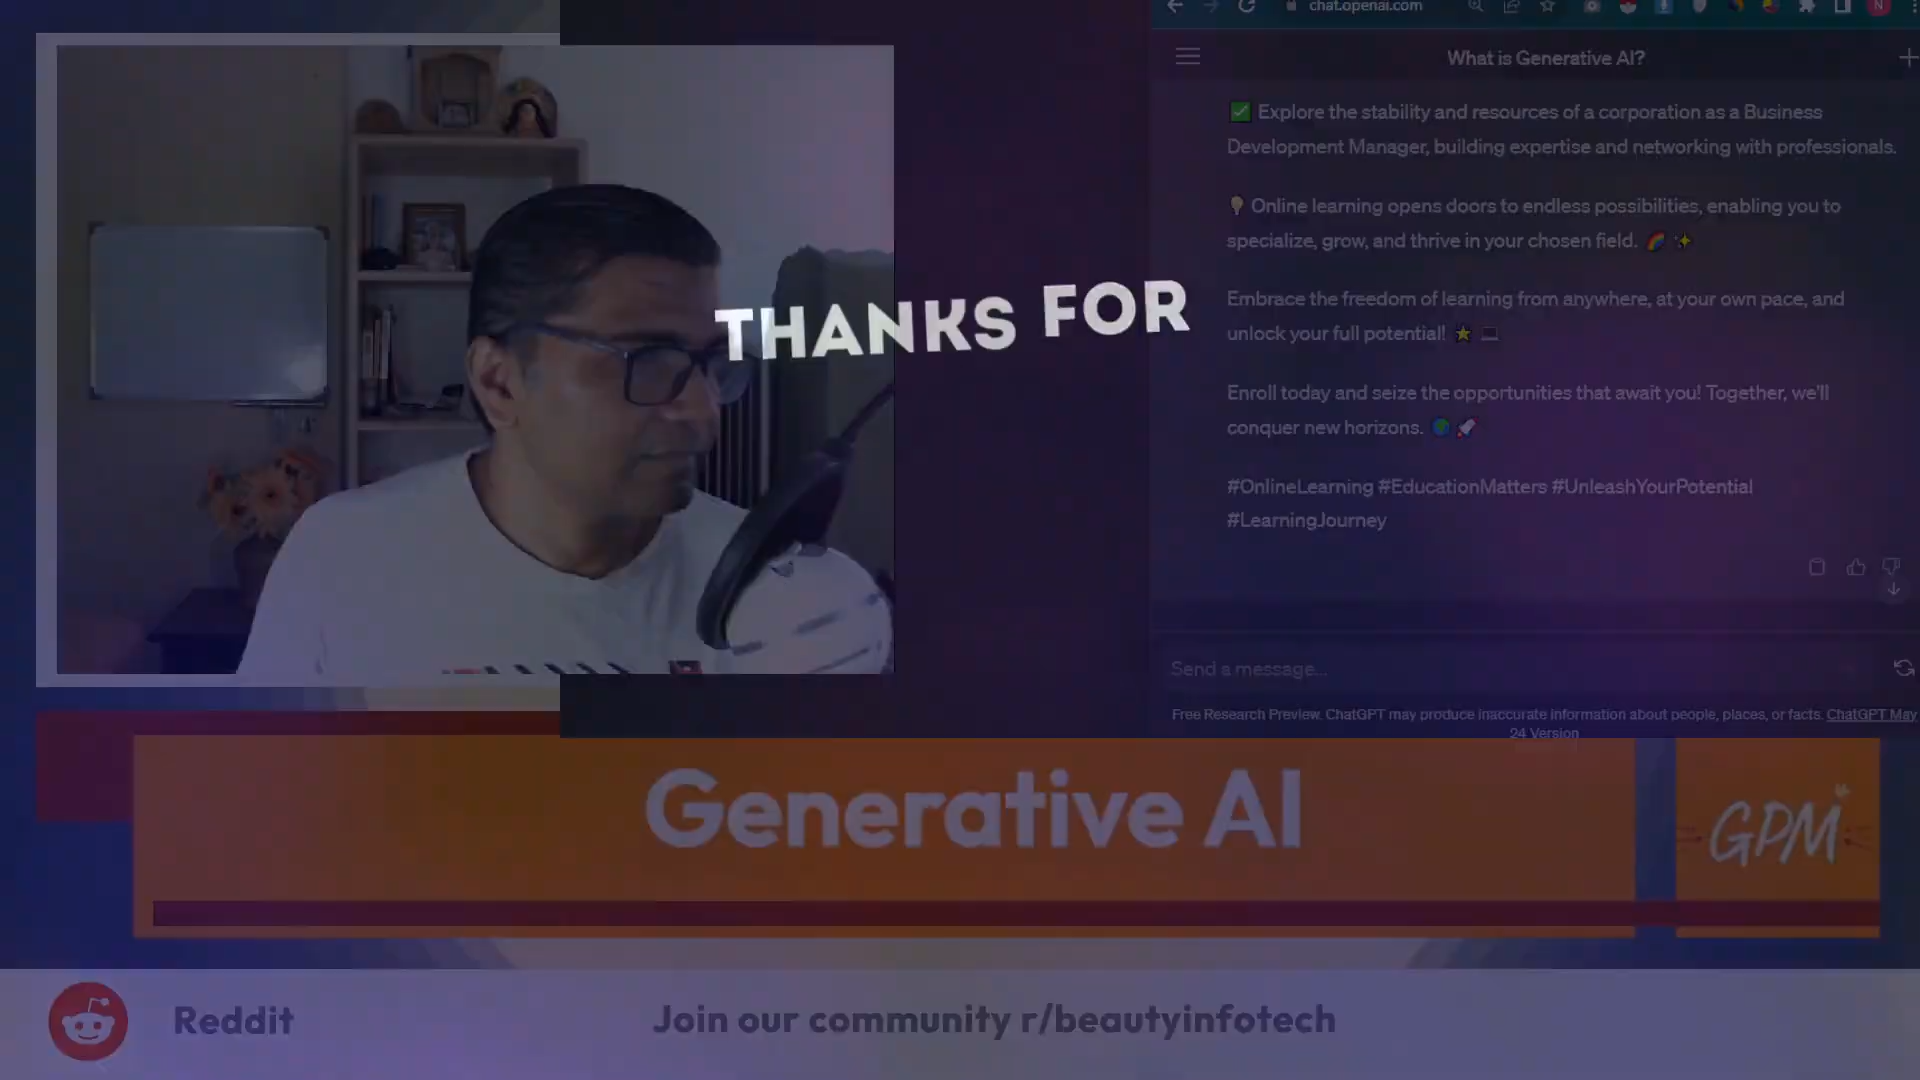 chat.openai.com
N
What is Generative AI?
✅ Explore the stability and resources of a corporation as a Business
Development Manager, building expertise and networking with professionals.
💡 Online learning opens doors to endless possibilities, enabling you to
specialize, grow, and thrive in your chosen field. 🌈 ✨
THANKS FOR
Embrace the freedom of learning from anywhere, at your own pace, and
unlock your full potential! 🌟 💻
Enroll today and seize the opportunities that await you! Together, we'll
conquer new horizons. 🌍 🚀
#OnlineLearning #EducationMatters #UnleashYourPotential
#LearningJourney
Send a message...
Free Research Preview. ChatGPT may produce inaccurate information about people, places, or facts. ChatGPT May
24 Version
Generative AI
GPM
Reddit
Join our community r/beautyinfotech